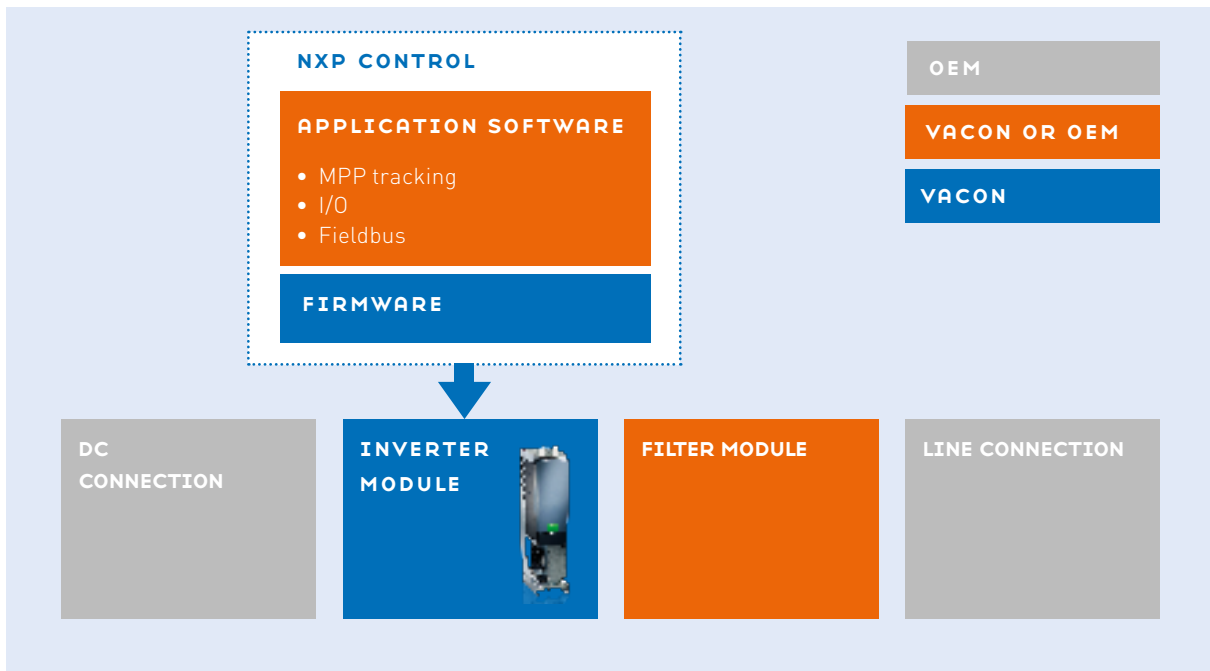 NXP CONTROL
APPLICATION SOFTWARE
• MPP tracking
• I/O
• Fieldbus
FIRMWARE
OEM
VACON OR OEM
VACON
DC
CONNECTION
INVERTER
MODULE
FILTER MODULE
LINE CONNECTION